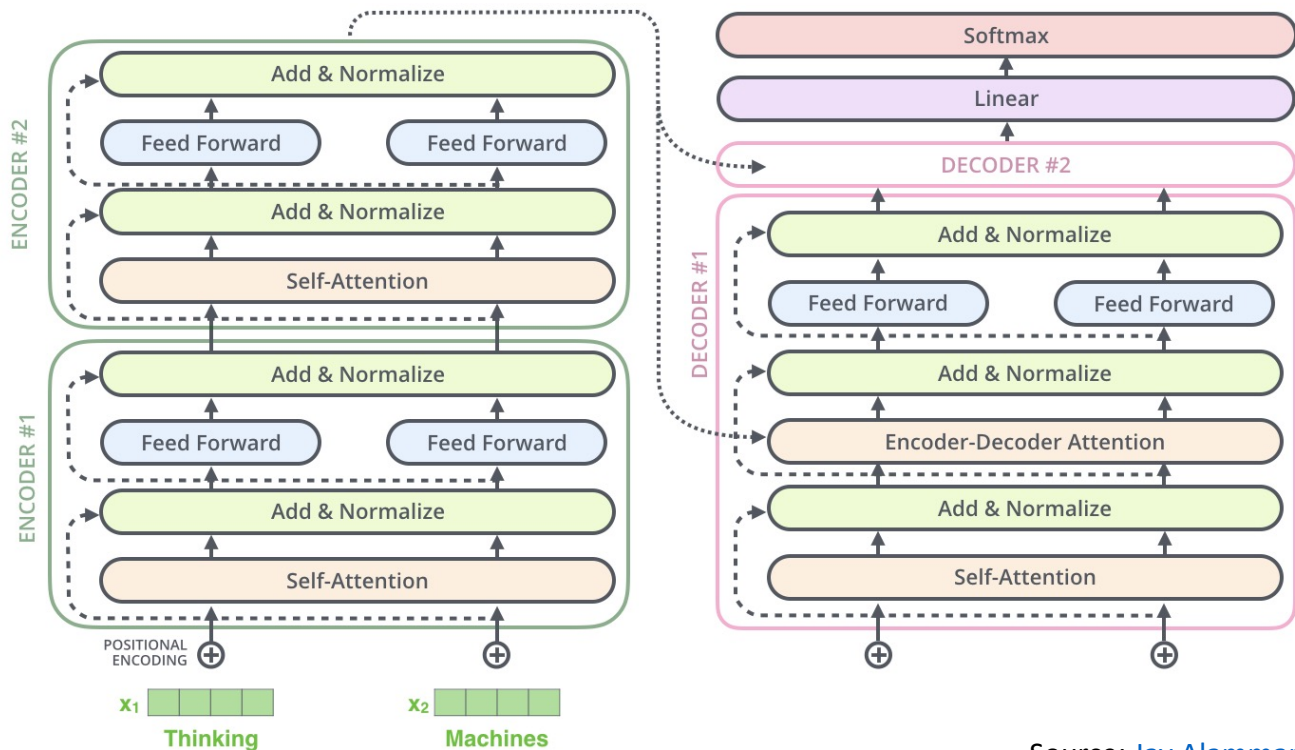 ENCODER #2
Add & Normalize
Feed Forward
Feed Forward
Add & Normalize
Self-Attention
ENCODER #1
Add & Normalize
Feed Forward
Feed Forward
Add & Normalize
Self-Attention
POSITIONAL
ENCODING
x₁
x₂
Thinking
Machines
Softmax
Linear
DECODER #2
DECODER #1
Add & Normalize
Feed Forward
Feed Forward
Add & Normalize
Encoder-Decoder Attention
Add & Normalize
Self-Attention
Source: Jay Alammar